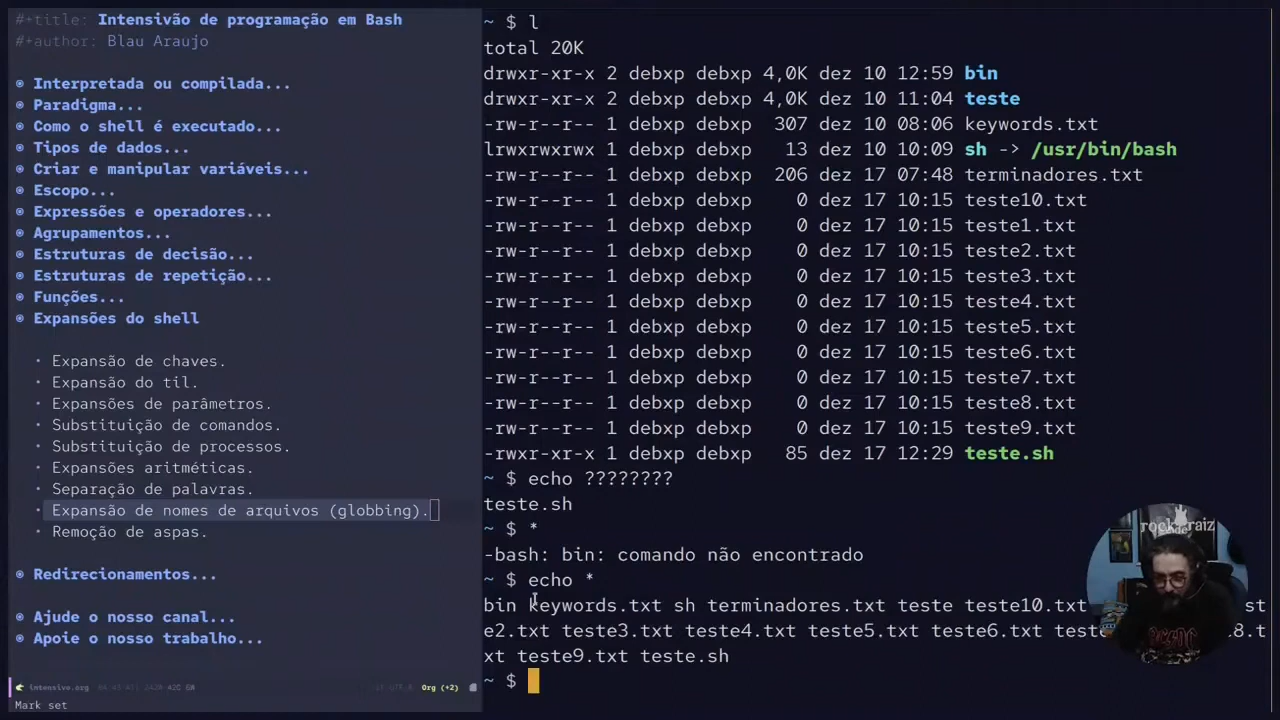 #+title: Intensivão de programação em Bash
#+author: Blau Araujo
Interpretada ou compilada...
Paradigma...
Como o shell é executado...
Tipos de dados...
Criar e manipular variáveis...
Escopo...
Expressões e operadores...
Agrupamentos...
Estruturas de decisão...
Estruturas de repetição...
Funções...
Expansões do shell
• Expansão de chaves.
• Expansão do til.
• Expansões de parâmetros.
• Substituição de comandos.
• Substituição de processos.
• Expansões aritméticas.
• Separação de palavras.
• Expansão de nomes de arquivos (globbing).
• Remoção de aspas.
Redirecionamentos...
Ajude o nosso canal...
Apoie o nosso trabalho...
intensivo.org
Org (+2)
Mark set
~ $ l
total 20K
drwxr-xr-x 2 debxp debxp 4,0K dez 10 12:59 bin
drwxr-xr-x 2 debxp debxp 4,0K dez 10 11:04 teste
-rw-r--r-- 1 debxp debxp 307 dez 10 08:06 keywords.txt
lrwxrwxrwx 1 debxp debxp 13 dez 10 10:09 sh -> /usr/bin/bash
-rw-r--r-- 1 debxp debxp 206 dez 17 07:48 terminadores.txt
-rw-r--r-- 1 debxp debxp 0 dez 17 10:15 teste10.txt
-rw-r--r-- 1 debxp debxp 0 dez 17 10:15 teste1.txt
-rw-r--r-- 1 debxp debxp 0 dez 17 10:15 teste2.txt
-rw-r--r-- 1 debxp debxp 0 dez 17 10:15 teste3.txt
-rw-r--r-- 1 debxp debxp 0 dez 17 10:15 teste4.txt
-rw-r--r-- 1 debxp debxp 0 dez 17 10:15 teste5.txt
-rw-r--r-- 1 debxp debxp 0 dez 17 10:15 teste6.txt
-rw-r--r-- 1 debxp debxp 0 dez 17 10:15 teste7.txt
-rw-r--r-- 1 debxp debxp 0 dez 17 10:15 teste8.txt
-rw-r--r-- 1 debxp debxp 0 dez 17 10:15 teste9.txt
-rwxr-xr-x 1 debxp debxp 85 dez 17 12:29 teste.sh
~ $ echo ????????
teste.sh
~ $ *
-bash: bin: comando não encontrado
~ $ echo *
bin keywords.txt sh terminadores.txt teste teste10.txt st
e2.txt teste3.txt teste4.txt teste5.txt teste6.txt 8.t
xt teste9.txt teste.sh
~ $